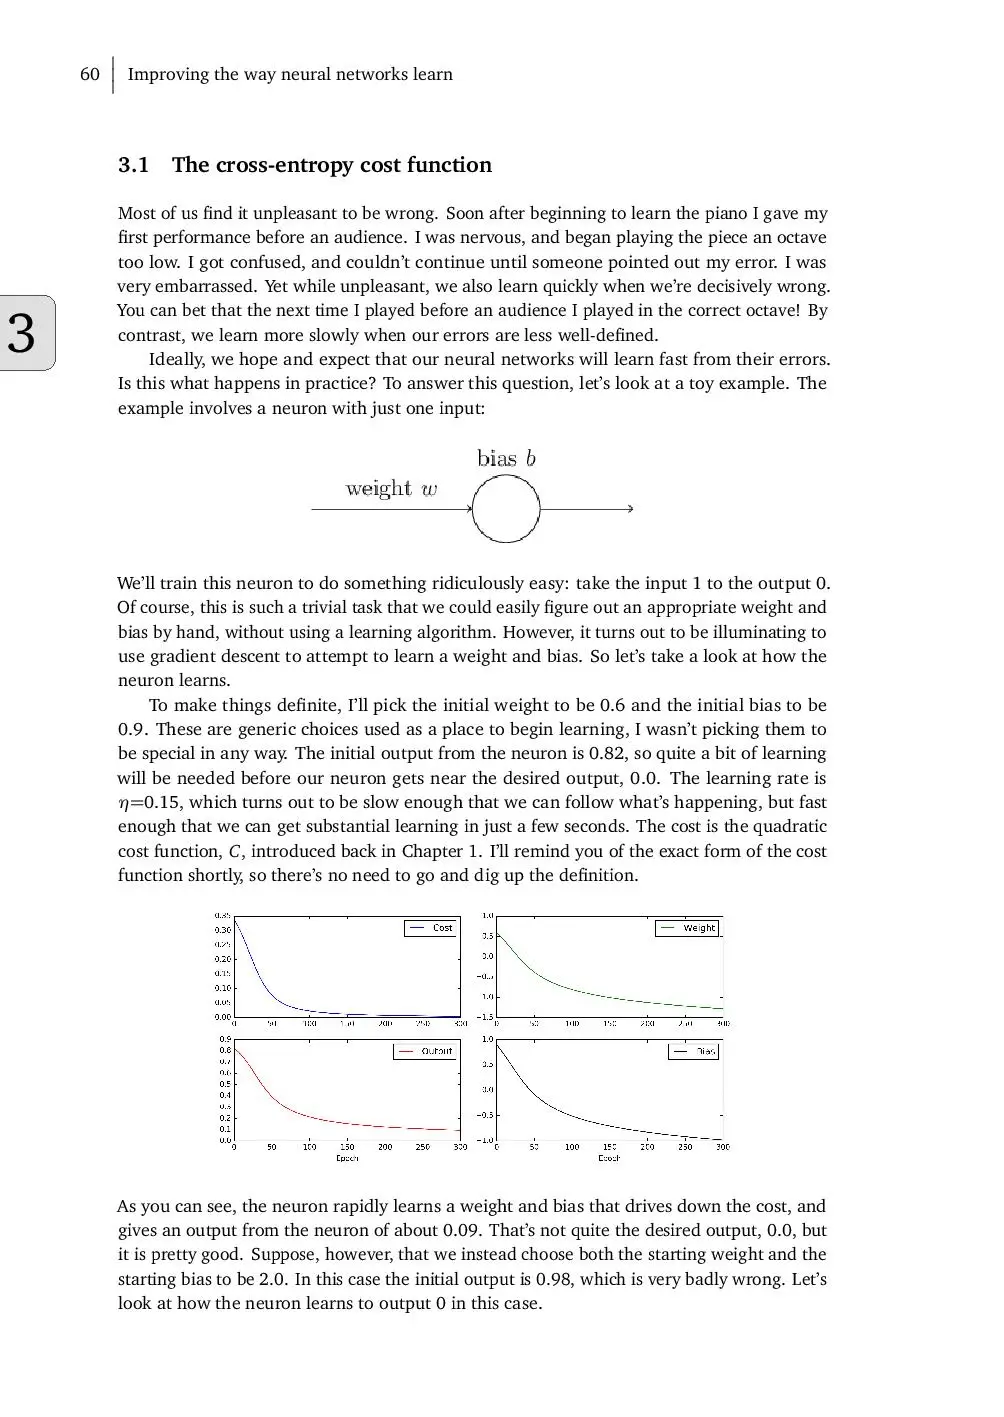 60 Improving the way neural networks learn
3.1 The cross-entropy cost function
Most of us find it unpleasant to be wrong. Soon after beginning to learn the piano I gave my
first performance before an audience. I was nervous, and began playing the piece an octave
too low. I got confused, and couldn't continue until someone pointed out my error. I was
very embarrassed. Yet while unpleasant, we also learn quickly when we're decisively wrong.
You can bet that the next time I played before an audience I played in the correct octave! By
contrast, we learn more slowly when our errors are less well-defined.
3
Ideally, we hope and expect that our neural networks will learn fast from their errors.
Is this what happens in practice? To answer this question, let's look at a toy example. The
example involves a neuron with just one input:
bias b
weight w
We'll train this neuron to do something ridiculously easy: take the input 1 to the output 0.
Of course, this is such a trivial task that we could easily figure out an appropriate weight and
bias by hand, without using a learning algorithm. However, it turns out to be illuminating to
use gradient descent to attempt to learn a weight and bias. So let's take a look at how the
neuron learns.
To make things definite, I'll pick the initial weight to be 0.6 and the initial bias to be
0.9. These are generic choices used as a place to begin learning, I wasn't picking them to
be special in any way. The initial output from the neuron is 0.82, so quite a bit of learning
will be needed before our neuron gets near the desired output, 0.0. The learning rate is
η=0.15, which turns out to be slow enough that we can follow what's happening, but fast
enough that we can get substantial learning in just a few seconds. The cost is the quadratic
cost function, C, introduced back in Chapter 1. I'll remind you of the exact form of the cost
function shortly, so there's no need to go and dig up the definition.
0.35
0.30
0.25
0.20
0.15
0.10
0.05
0.00
Cost
0 50 100 150 200 250 300
1.0
0.5
0.0
−0.5
−1.0
−1.5
Weight
0 50 100 150 200 250 300
0.9
0.8
0.7
0.6
0.5
0.4
0.3
0.2
0.1
0.0
Output
0 50 100 150 200 250 300
Epoch
1.0
0.5
0.0
−0.5
−1.0
Bias
0 50 100 150 200 250 300
Epoch
As you can see, the neuron rapidly learns a weight and bias that drives down the cost, and
gives an output from the neuron of about 0.09. That's not quite the desired output, 0.0, but
it is pretty good. Suppose, however, that we instead choose both the starting weight and the
starting bias to be 2.0. In this case the initial output is 0.98, which is very badly wrong. Let's
look at how the neuron learns to output 0 in this case.